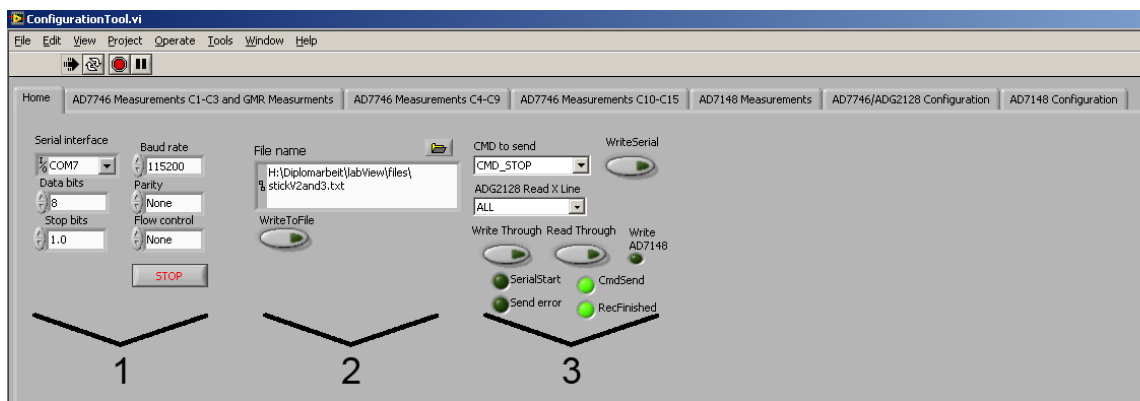 ConfigurationTool.vi
File Edit View Project Operate Tools Window Help
Home AD7746 Measurements C1-C3 and GMR Measurments AD7746 Measurements C4-C9 AD7746 Measurements C10-C15 AD7148 Measurements AD7746/ADG2128 Configuration AD7148 Configuration
Serial interface
COM7
Baud rate
115200
Data bits
8
Parity
None
Stop bits
1.0
Flow control
None
STOP
File name
H:\Diplomarbeit\labView\files\
stickV2and3.txt
WriteToFile
CMD to send
CMD_STOP
WriteSerial
ADG2128 Read X Line
ALL
Write Through Read Through Write
AD7148
SerialStart CmdSend
Send error RecFinished
1 2 3